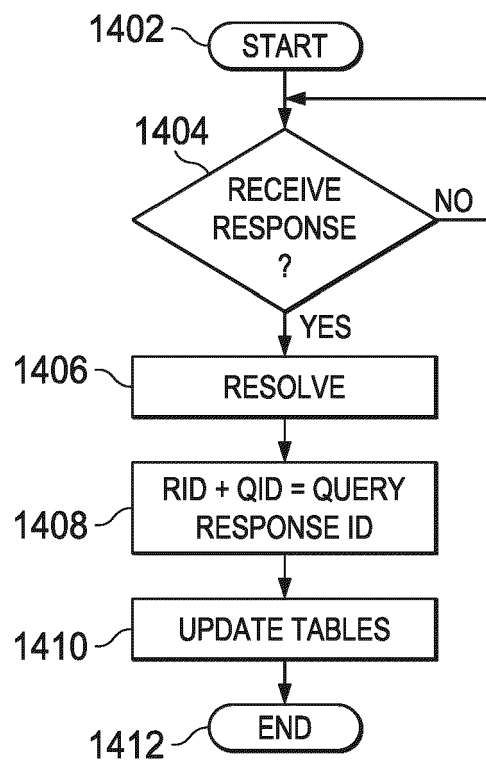 1402
START
1404
RECEIVE
RESPONSE
?
NO
YES
1406
RESOLVE
1408
RID + QID = QUERY
RESPONSE ID
1410
UPDATE TABLES
1412
END